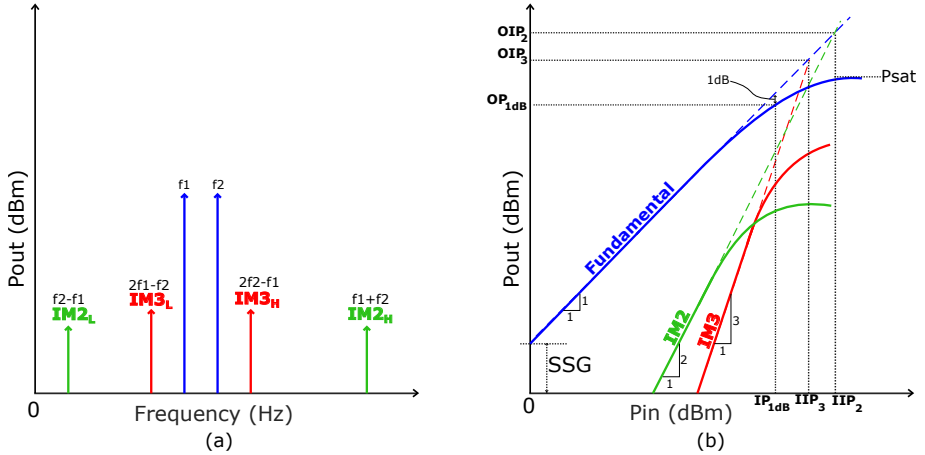 Pout (dBm)
f1
f2
f2-f1
IM2L
2f1-f2
IM3L
2f2-f1
IM3H
f1+f2
IM2H
0
Frequency (Hz)
(a)
Pout (dBm)
OIP2
OIP3
OP1dB
1dB
Psat
Fundamental
1
1
IM2
2
1
IM3
3
1
SSG
0
Pin (dBm)
IP1dB
IIP3
IIP2
(b)